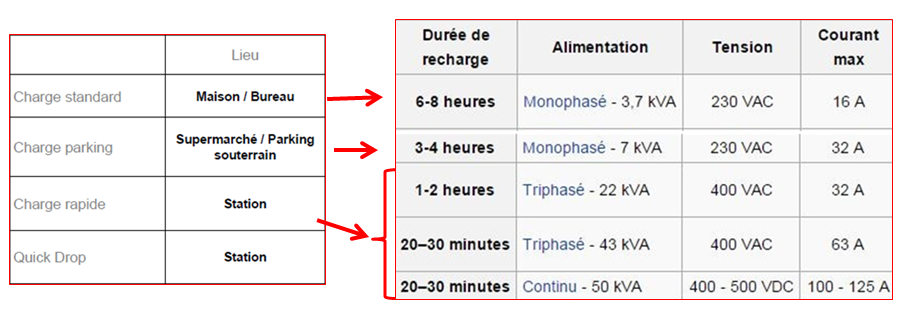 Lieu
Charge standard Maison / Bureau
Charge parking Supermarché / Parking
souterrain
Charge rapide Station
Quick Drop Station
Durée de
recharge Alimentation Tension Courant
max
6-8 heures Monophasé - 3,7 kVA 230 VAC 16 A
3-4 heures Monophasé - 7 kVA 230 VAC 32 A
1-2 heures Triphasé - 22 kVA 400 VAC 32 A
20–30 minutes Triphasé - 43 kVA 400 VAC 63 A
20–30 minutes Continu - 50 kVA 400 - 500 VDC 100 - 125 A